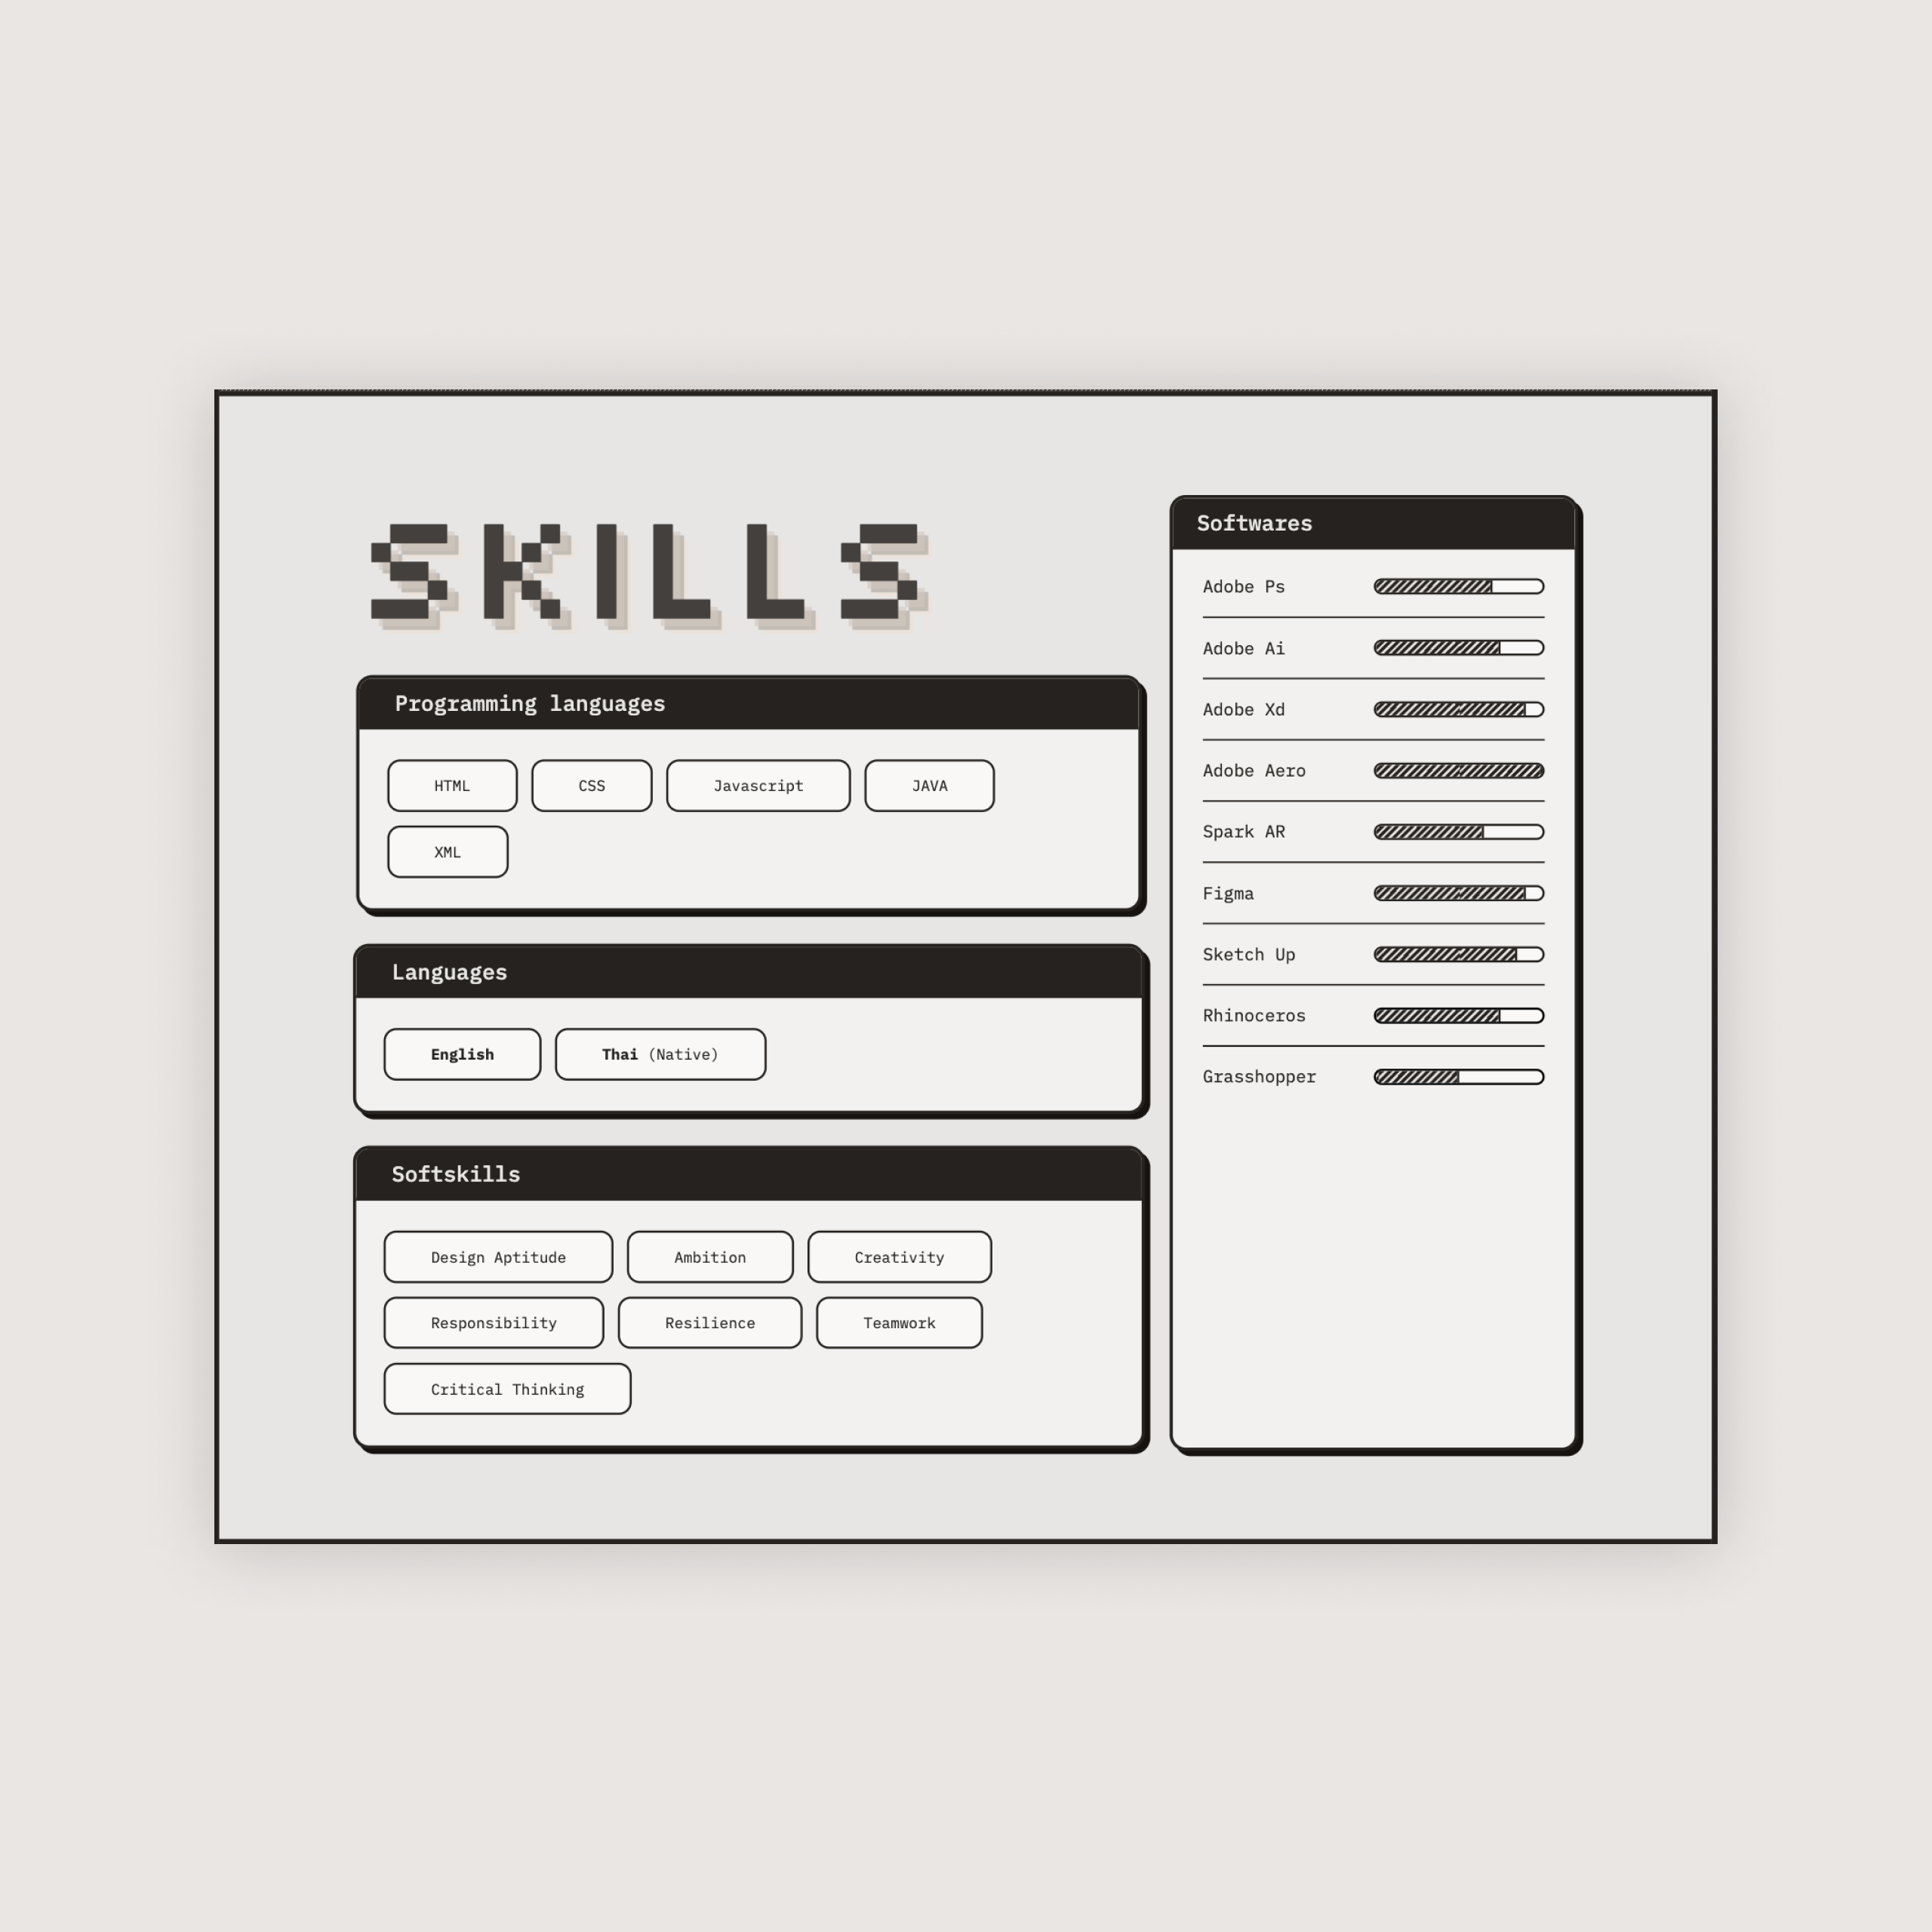 SKILLS
Programming languages
HTML CSS Javascript JAVA
XML
Languages
English Thai (Native)
Softskills
Design Aptitude Ambition Creativity
Responsibility Resilience Teamwork
Critical Thinking
Softwares
Adobe Ps
Adobe Ai
Adobe Xd
Adobe Aero
Spark AR
Figma
Sketch Up
Rhinoceros
Grasshopper